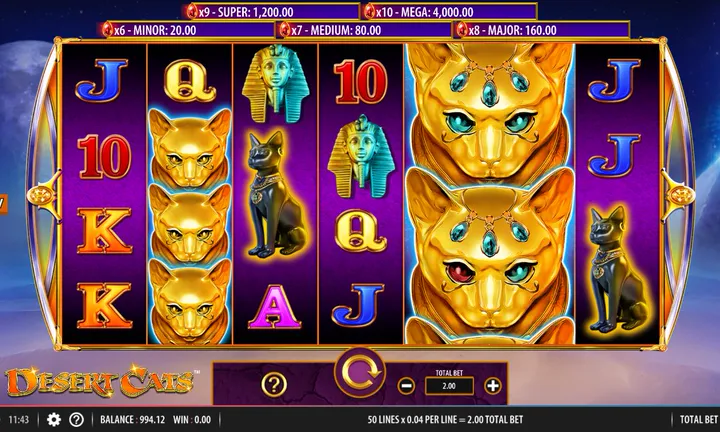 x9 - SUPER: 1,200.00 x10 - MEGA: 4,000.00
x6 - MINOR: 20.00 x7 - MEDIUM: 80.00 x8 - MAJOR: 160.00
J Q 10 J
10 J
K Q
K A J
DESERT CATS™
?
TOTAL BET
- 2.00 +
11:43 ? BALANCE : 994.12 WIN : 0.00 50 LINES x 0.04 PER LINE = 2.00 TOTAL BET TOTAL BET